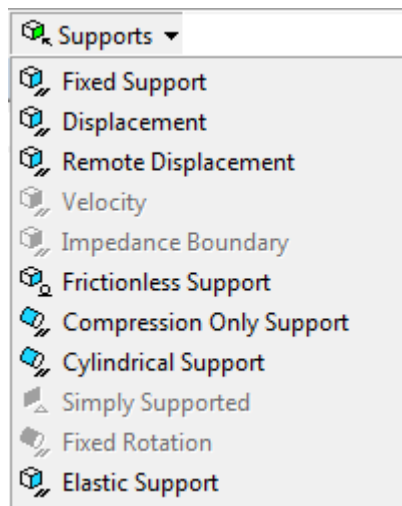 Supports
Fixed Support
Displacement
Remote Displacement
Velocity
Impedance Boundary
Frictionless Support
Compression Only Support
Cylindrical Support
Simply Supported
Fixed Rotation
Elastic Support